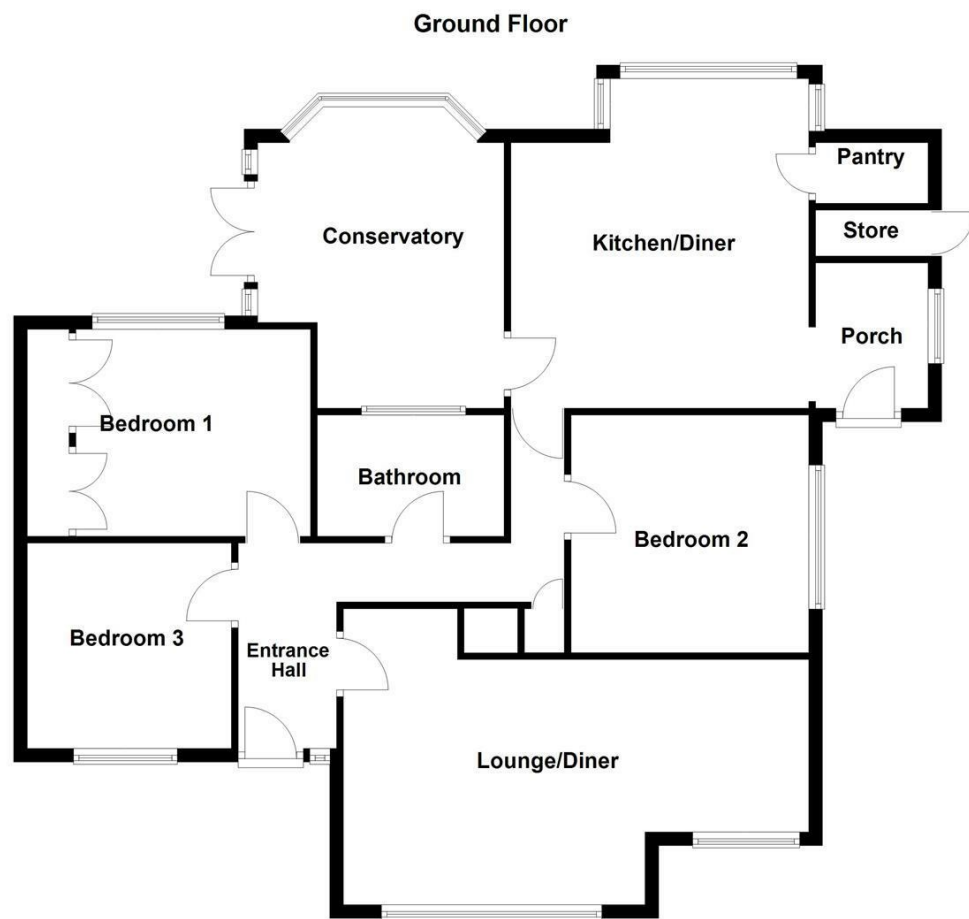 Ground Floor
Pantry
Conservatory
Kitchen/Diner
Store
Porch
Bedroom 1
Bathroom
Bedroom 2
Bedroom 3
Entrance
Hall
Lounge/Diner